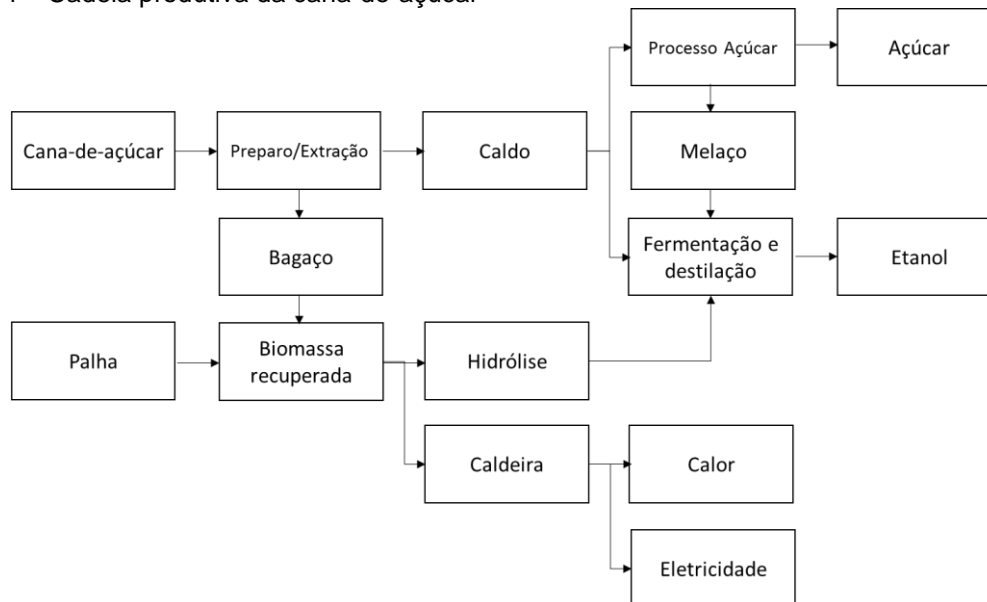 Cadeia produtiva da cana-de-açúcar
Processo Açúcar
Açúcar
Cana-de-açúcar
Preparo/Extração
Caldo
Melaço
Bagaço
Fermentação e
destilação
Etanol
Palha
Biomassa
recuperada
Hidrólise
Caldeira
Calor
Eletricidade